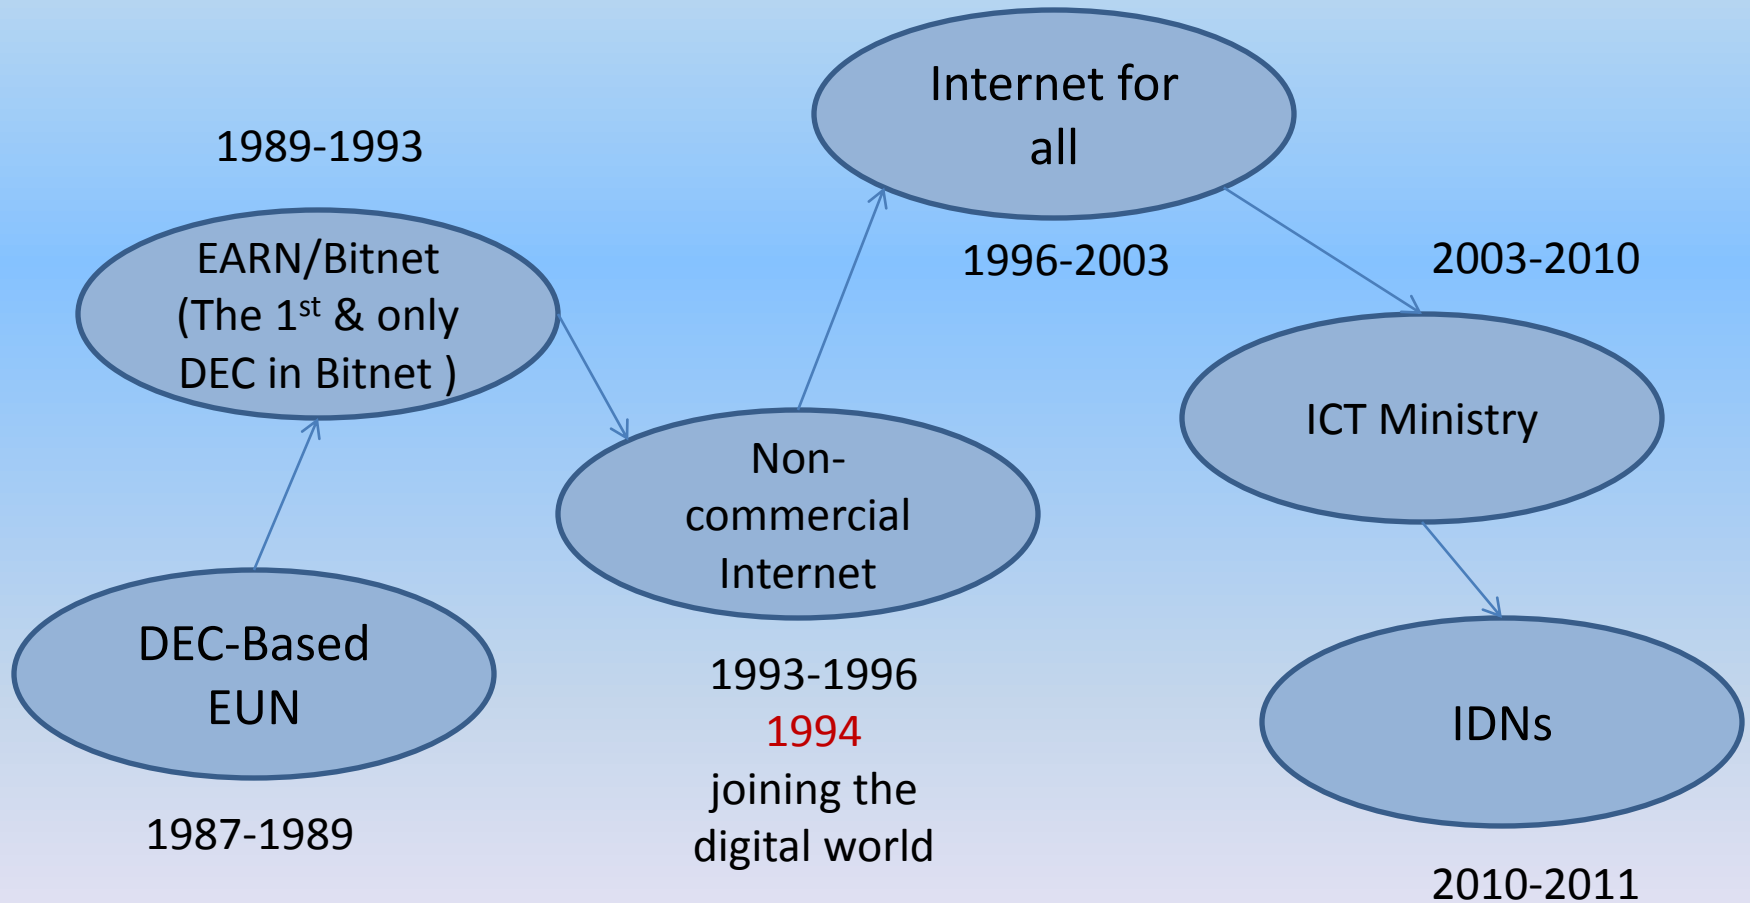 DEC-Based
EUN
1987-1989
1989-1993
EARN/Bitnet
(The 1st & only
DEC in Bitnet )
Non-
commercial
Internet
1993-1996
1994
joining the
digital world
Internet for
all
1996-2003
2003-2010
ICT Ministry
IDNs
2010-2011